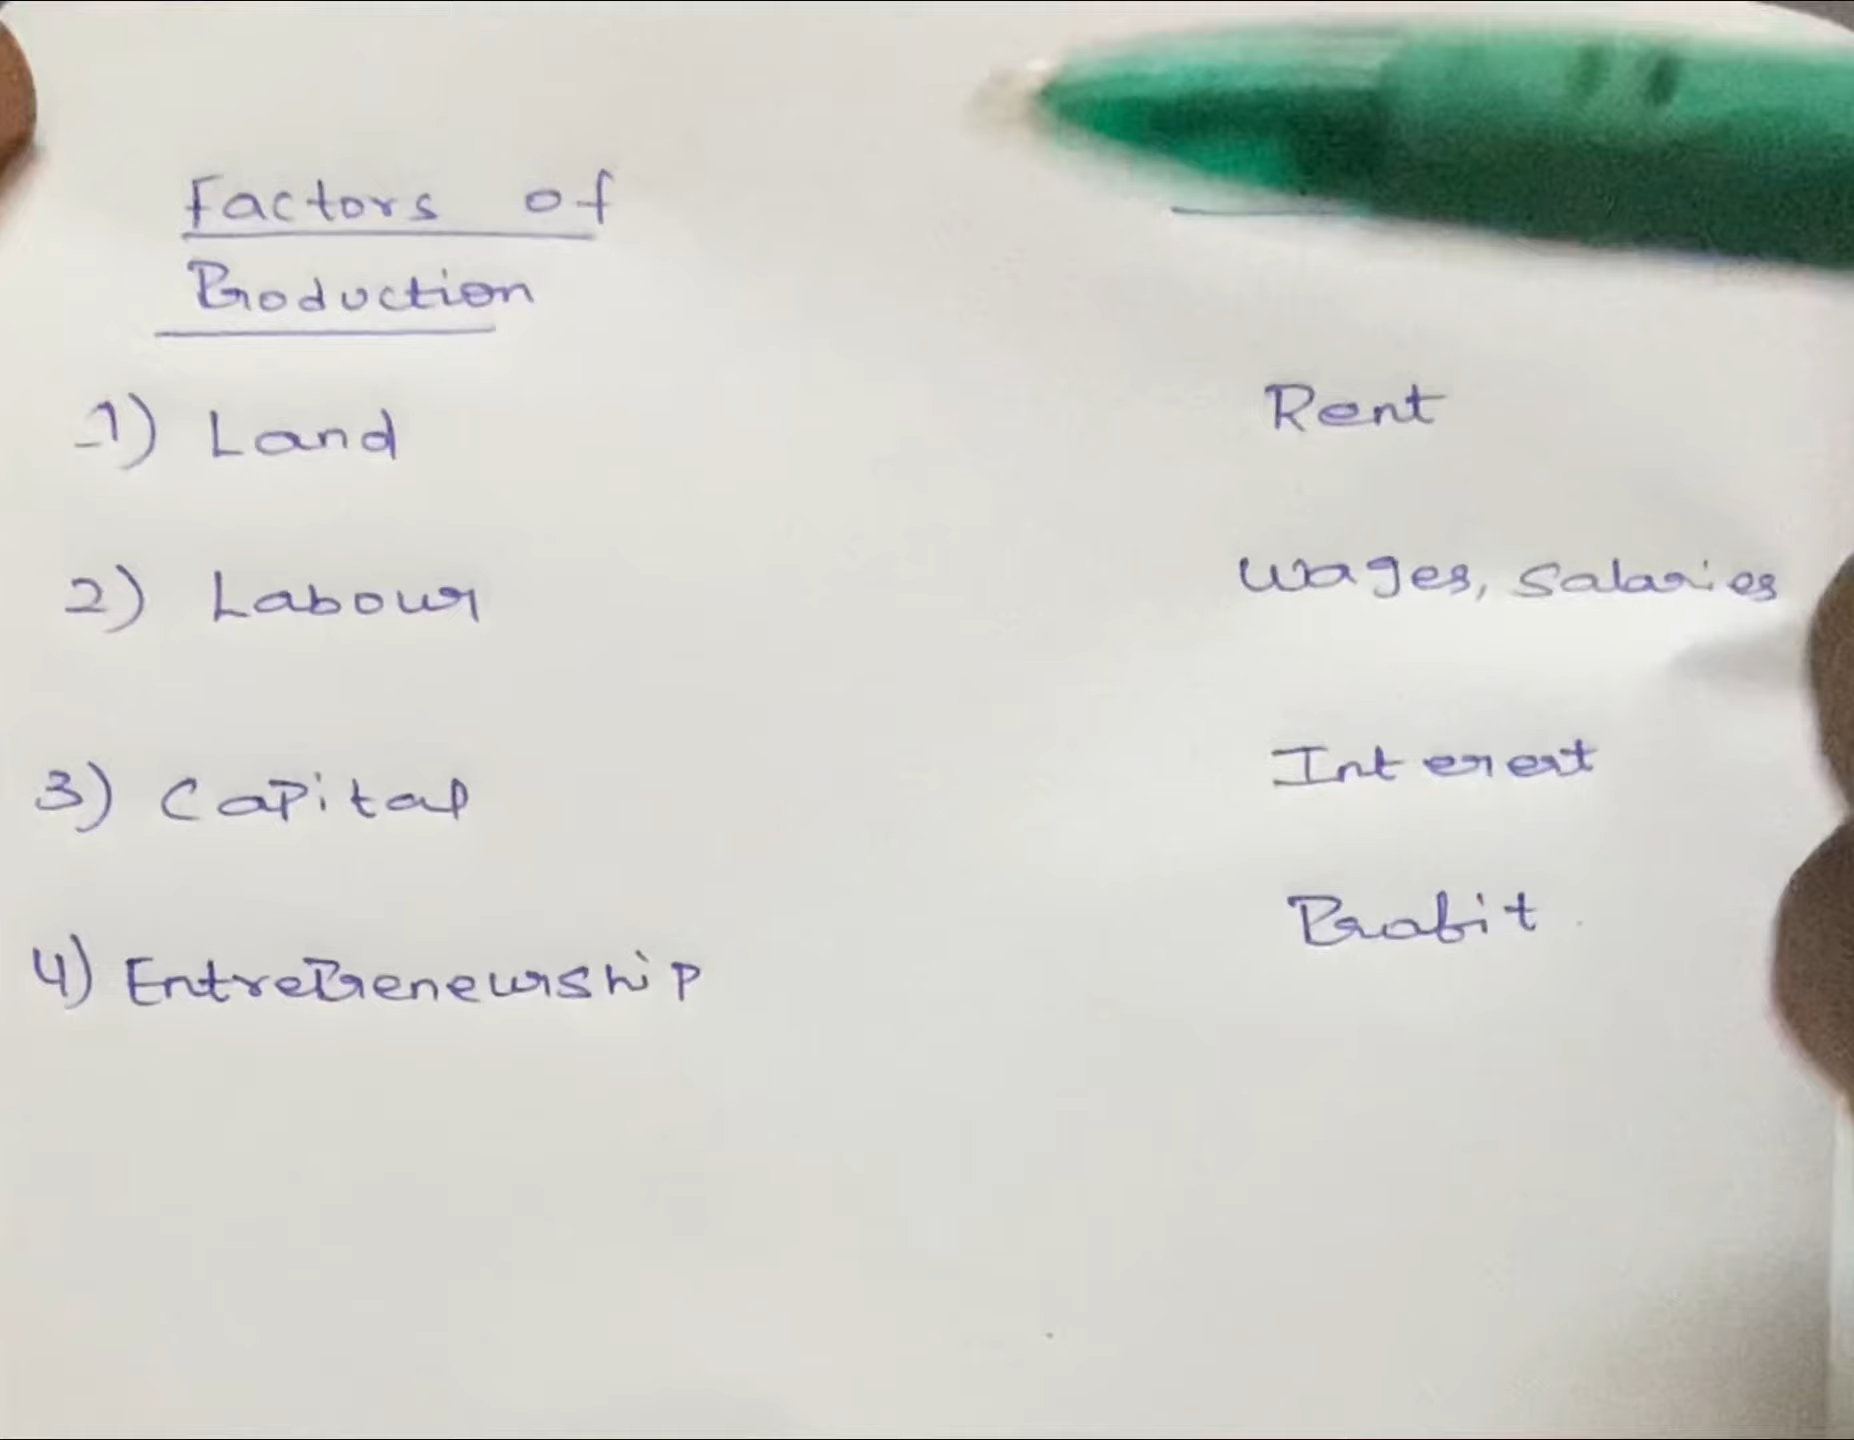 Factors of
Production
1) Land
Rent
2) Labour
Wages, Salaries
3) Capital
Interest
4) Entrepreneurship
Profit